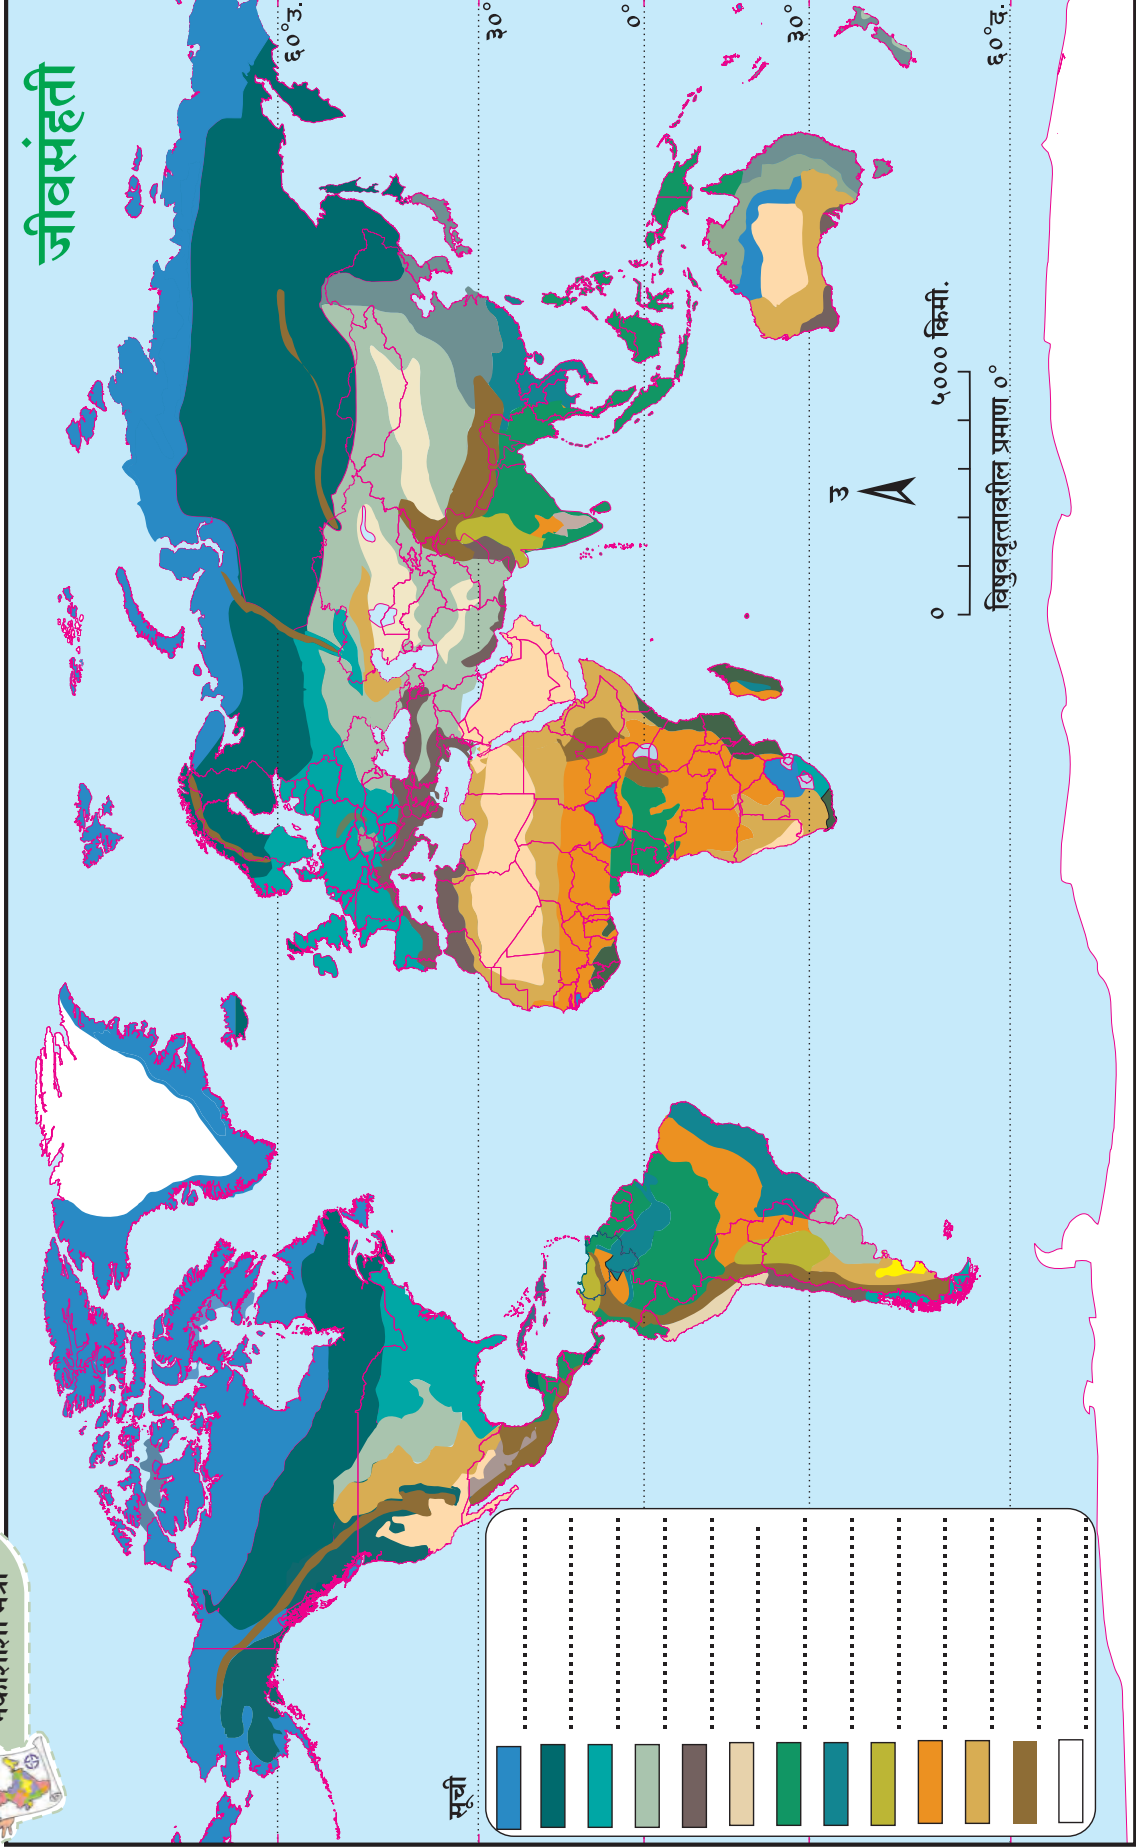 जीवसंहती
६०°उ.
३०°
०°
३०°
६०°द.
उ
० ५००० किमी.
विषुववृत्तावरील प्रमाण ०°
सूची